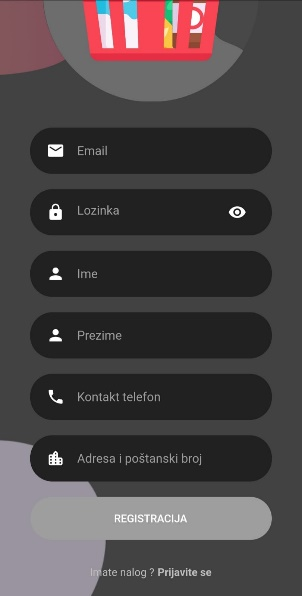 Email
Lozinka
Ime
Prezime
Kontakt telefon
Adresa i poštanski broj
REGISTRACIJA
Imate nalog ? Prijavite se